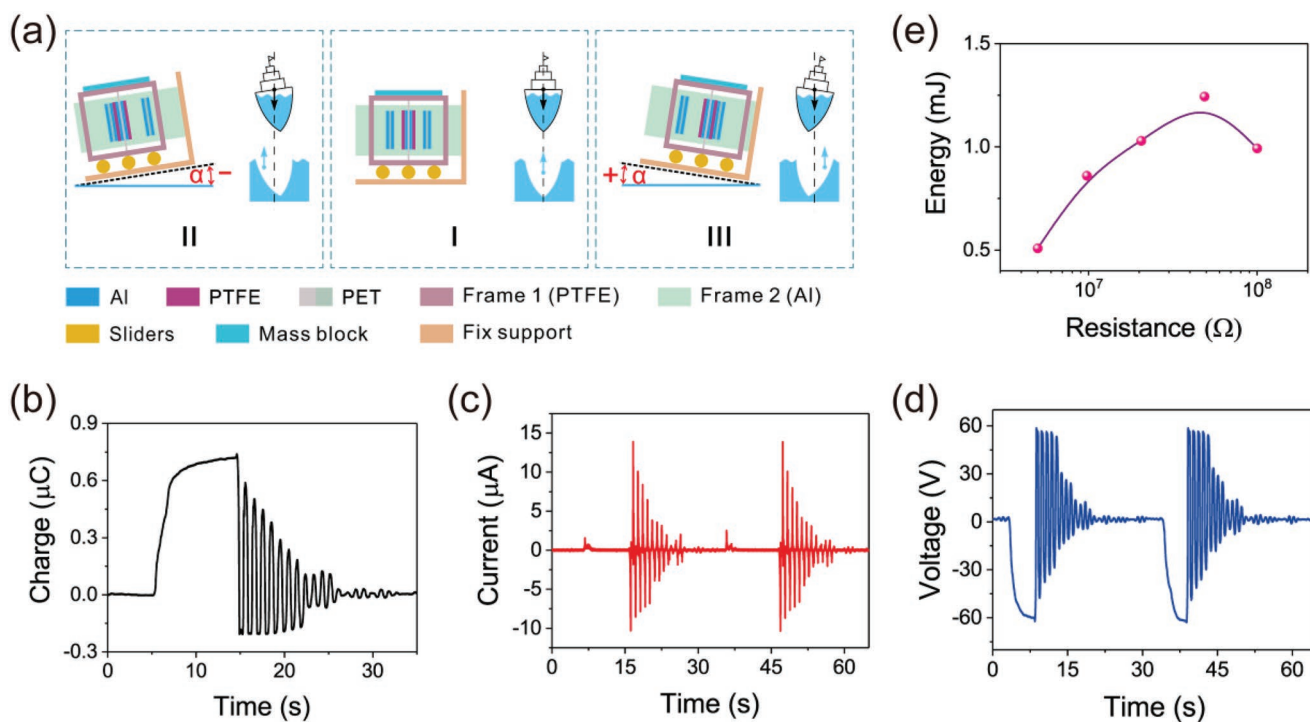 (a)
α -
II
I
+ α
III
Al PTFE PET Frame 1 (PTFE) Frame 2 (Al)
Sliders Mass block Fix support
(e)
1.5
1.0
0.5
Energy (mJ)
10⁷ 10⁸
Resistance (Ω)
(b)
0.9
0.6
0.3
0.0
-0.3
Charge (μC)
0 10 20 30
Time (s)
(c)
15
10
5
0
-5
-10
Current (μA)
0 15 30 45 60
Time (s)
(d)
60
30
0
-30
-60
Voltage (V)
0 15 30 45 60
Time (s)